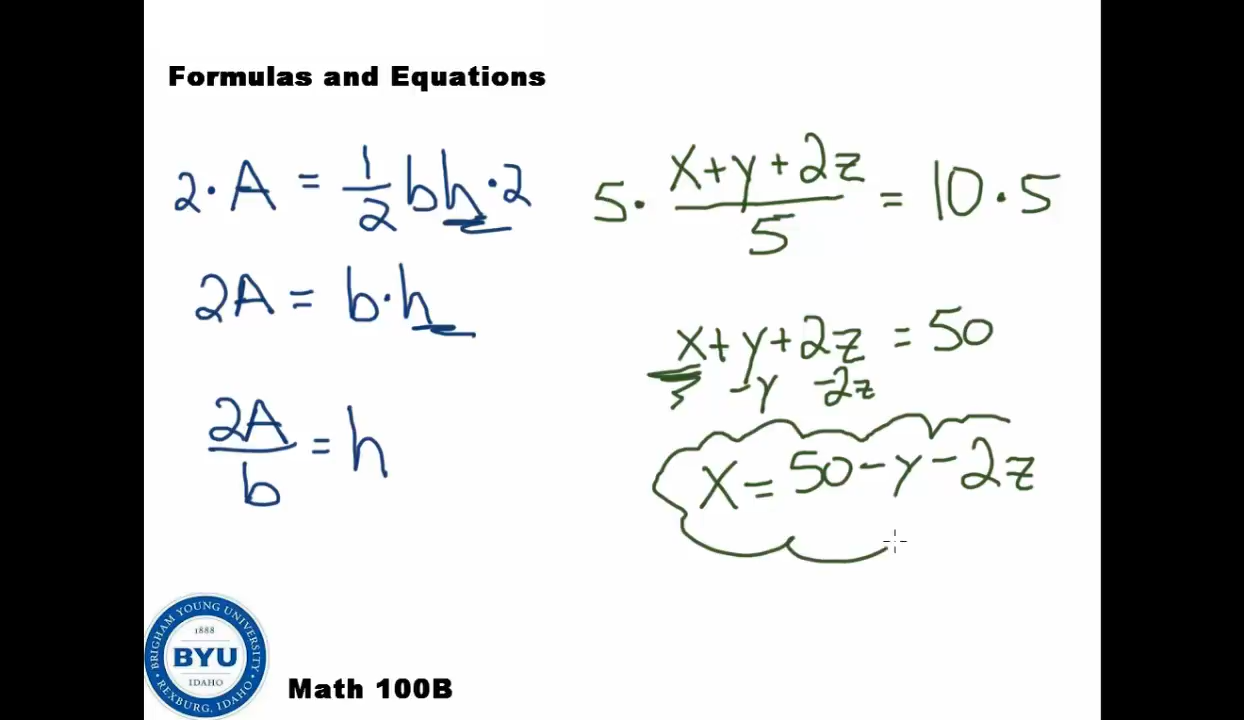 Formulas and Equations
2·A = 1/2 bh·2
2A = b·h
2A/b = h
5· x+y+2z/5 = 10·5
x+y+2z = 50
-y -2z
x = 50-y-2z
BRIGHAM YOUNG UNIVERSITY
1888
BYU
IDAHO
• REXBURG, IDAHO •
Math 100B